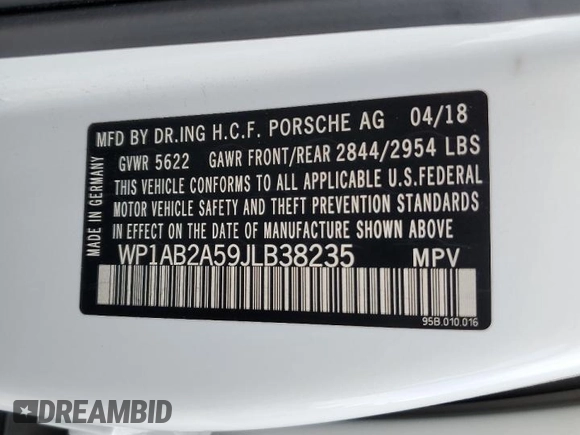 MFD BY DR.ING H.C.F. PORSCHE AG 04/18
GVWR 5622 GAWR FRONT/REAR 2844/2954 LBS
THIS VEHICLE CONFORMS TO ALL APPLICABLE U.S.FEDERAL
MOTOR VEHICLE SAFETY AND THEFT PREVENTION STANDARDS
IN EFFECT ON THE DATE OF MANUFACTURE SHOWN ABOVE
WP1AB2A59JLB38235 MPV
95B.010.016
MADE IN GERMANY
DREAMBID